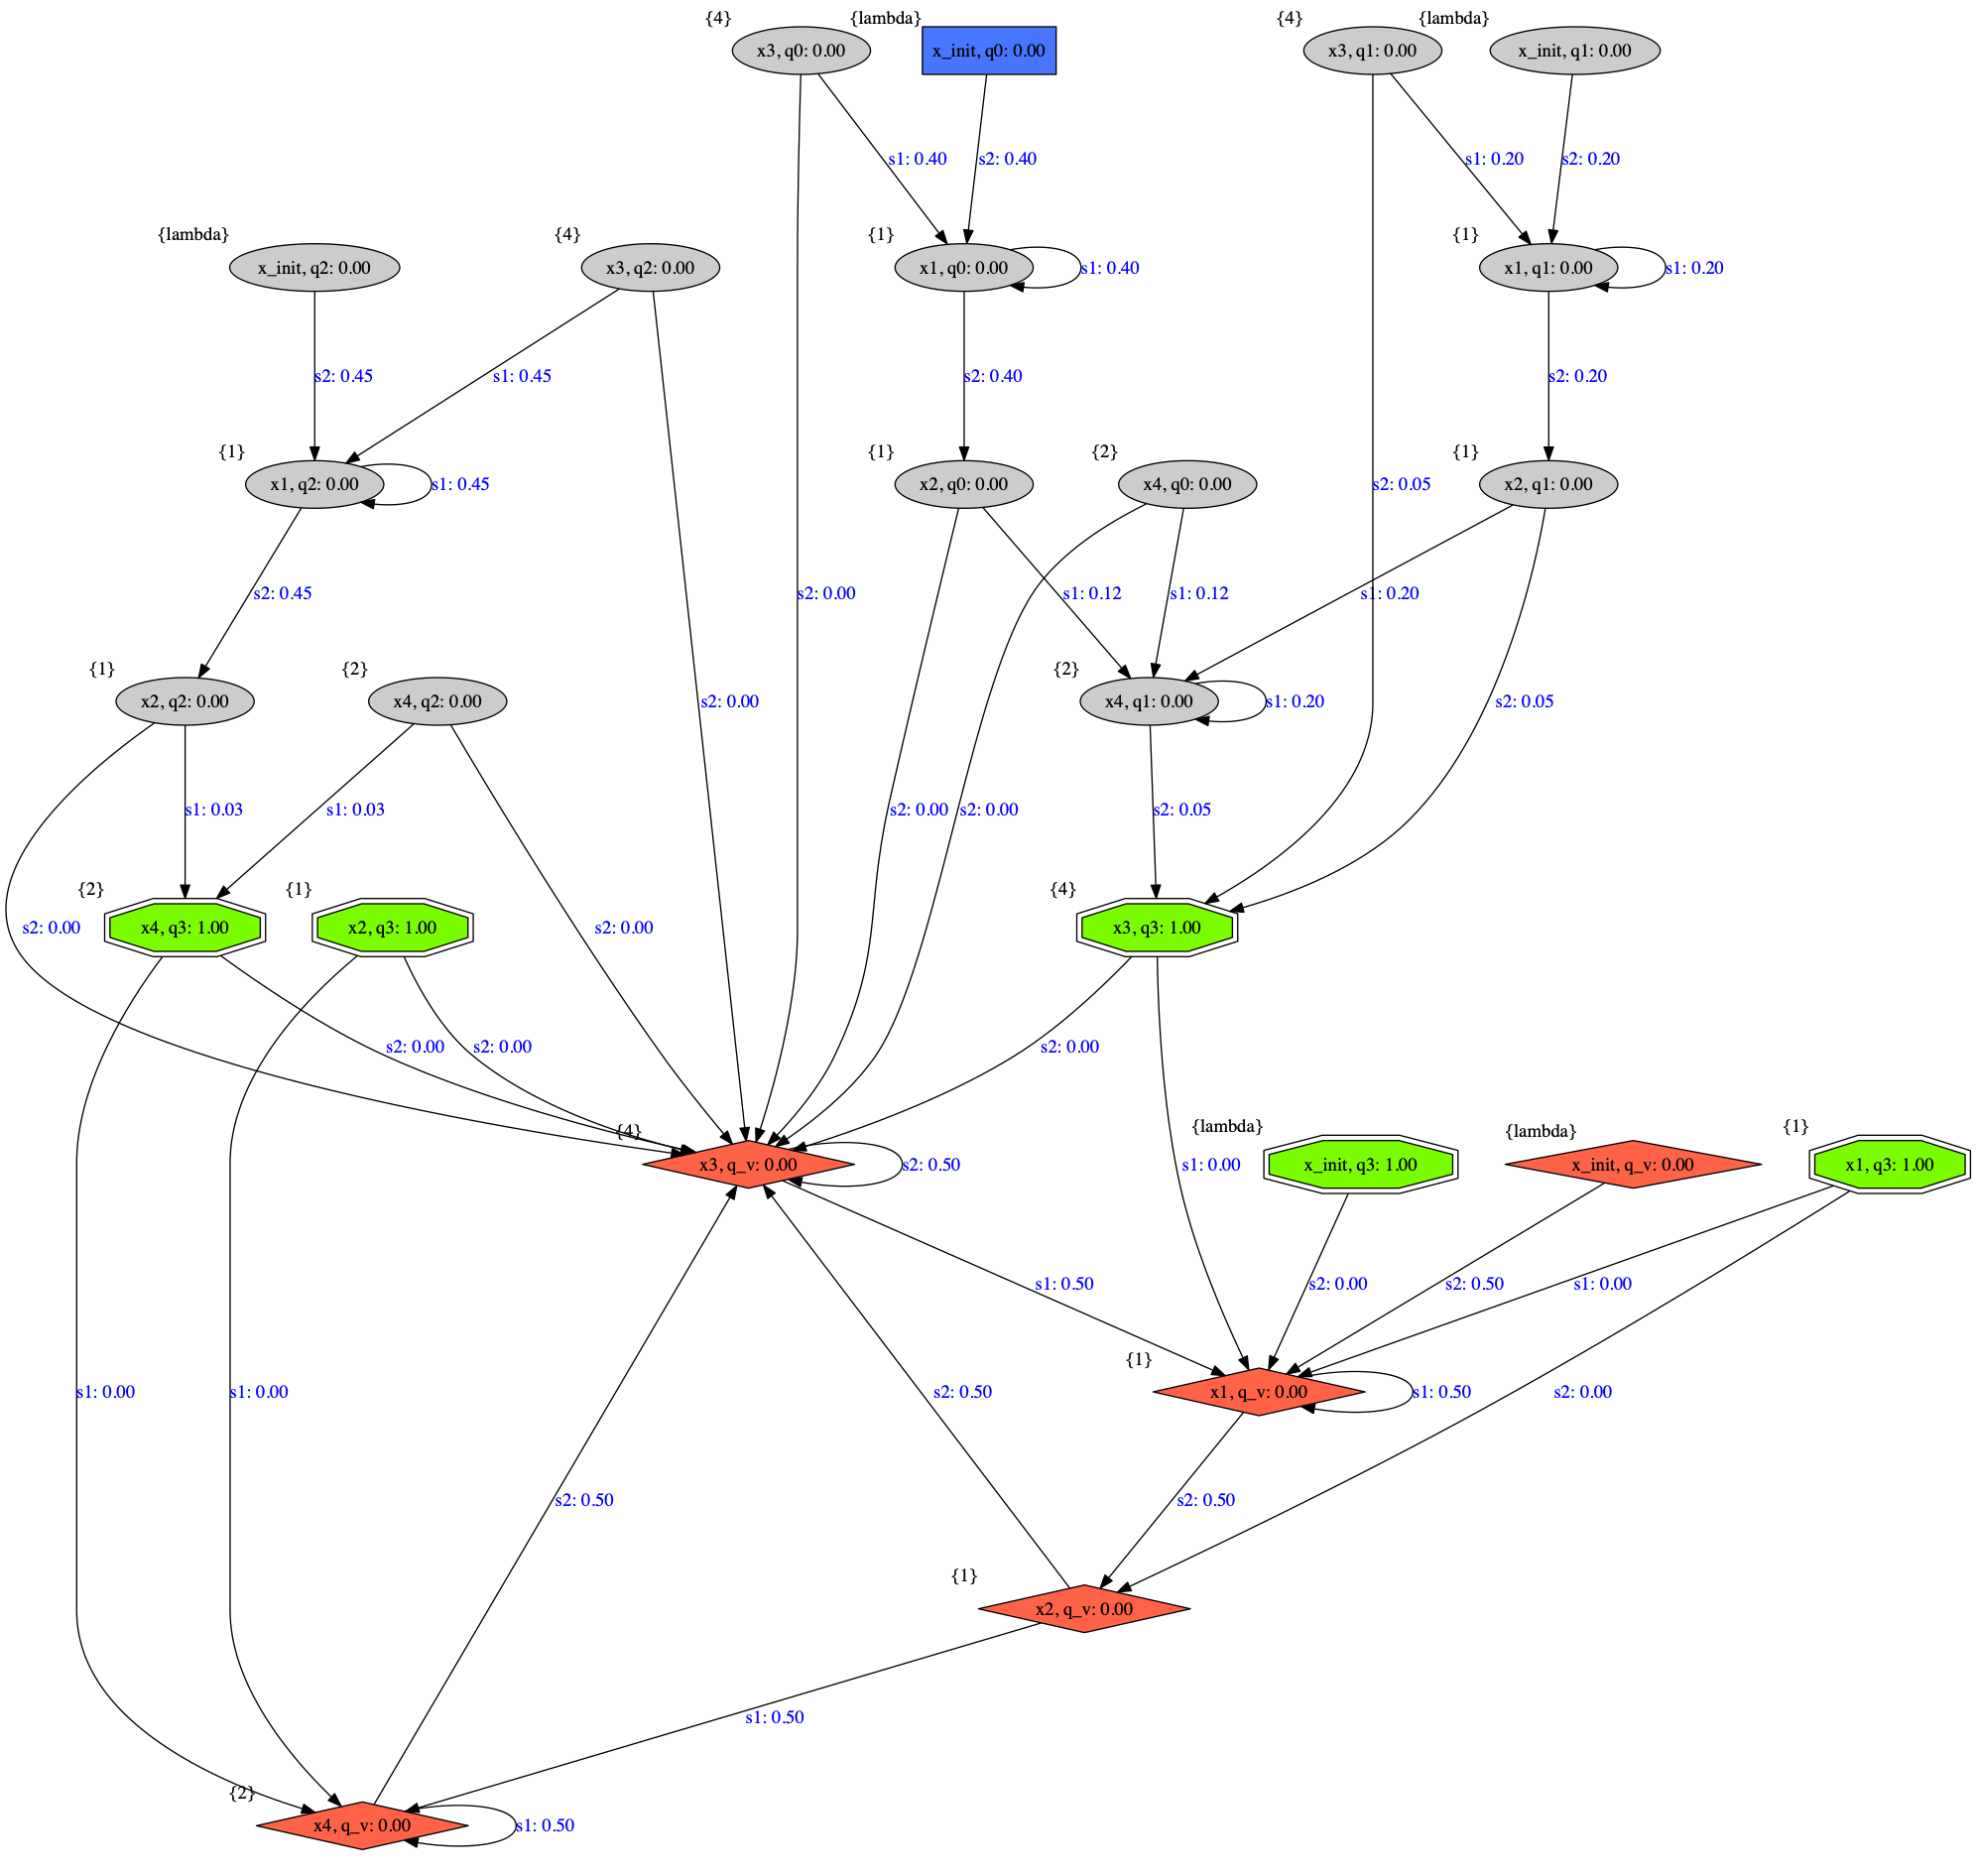 {4}
{lambda}
{4}
{lambda}
x3, q0: 0.00
x_init, q0: 0.00
x3, q1: 0.00
x_init, q1: 0.00
s1: 0.40
s2: 0.40
s1: 0.20
s2: 0.20
{lambda}
{4}
{1}
{1}
x_init, q2: 0.00
x3, q2: 0.00
x1, q0: 0.00
s1: 0.40
x1, q1: 0.00
s1: 0.20
s2: 0.45
s1: 0.45
s2: 0.40
s2: 0.20
{1}
{1}
{2}
{1}
x1, q2: 0.00
s1: 0.45
x2, q0: 0.00
x4, q0: 0.00
s2: 0.05
x2, q1: 0.00
s2: 0.45
s2: 0.00
s1: 0.12
s1: 0.12
s1: 0.20
{1}
{2}
{2}
x2, q2: 0.00
x4, q2: 0.00
s2: 0.00
x4, q1: 0.00
s1: 0.20
s2: 0.05
s1: 0.03
s1: 0.03
s2: 0.00
s2: 0.00
s2: 0.05
{2}
{1}
{4}
s2: 0.00
x4, q3: 1.00
x2, q3: 1.00
s2: 0.00
x3, q3: 1.00
s2: 0.00
s2: 0.00
s2: 0.00
{4}
{lambda}
{lambda}
{1}
x3, q_v: 0.00
s2: 0.50
s1: 0.00
x_init, q3: 1.00
x_init, q_v: 0.00
x1, q3: 1.00
s1: 0.50
s2: 0.00
s2: 0.50
s1: 0.00
{1}
s1: 0.00
s1: 0.00
s2: 0.50
x1, q_v: 0.00
s1: 0.50
s2: 0.00
s2: 0.50
s2: 0.50
{1}
x2, q_v: 0.00
s1: 0.50
{2}
x4, q_v: 0.00
s1: 0.50